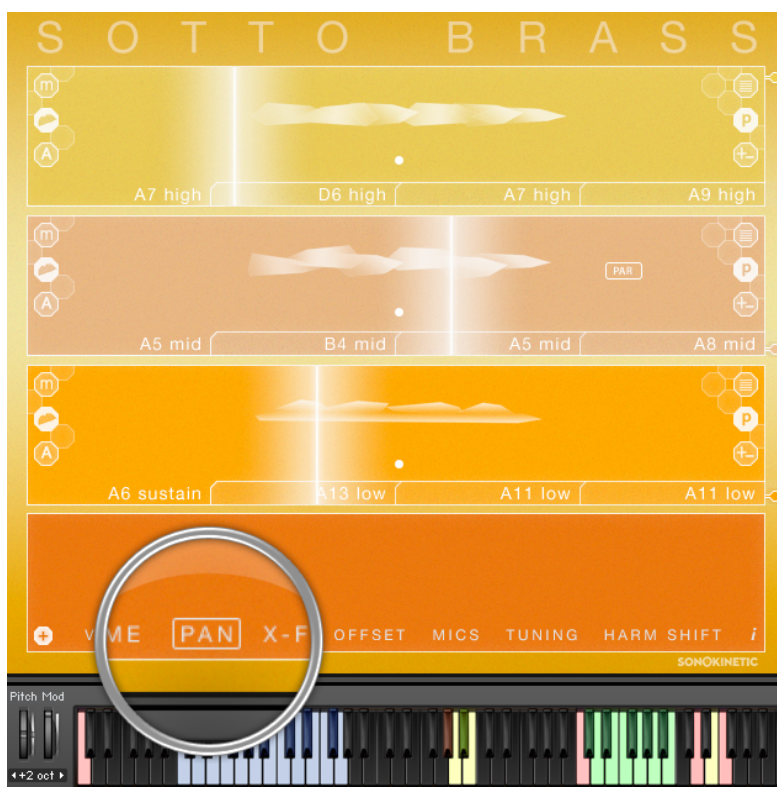 SOTTO BRASS
m
A
p
+-
A7 high D6 high A7 high A9 high
m
A
PAR
p
+-
A5 mid B4 mid A5 mid A8 mid
m
A
p
+-
A6 sustain A13 low A11 low A11 low
+ V ME PAN X-F OFFSET MICS TUNING HARM SHIFT i
SONOKINETIC
Pitch Mod
+2 oct